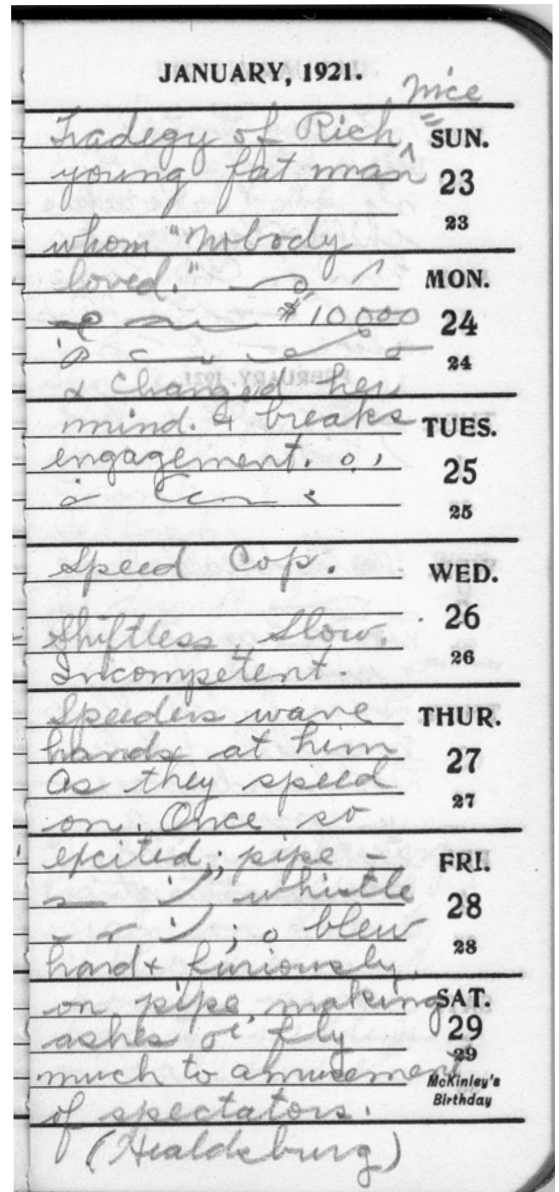 JANUARY, 1921.
nice
Tradegy of Rich ^ SUN.
young fat man 23
23
whom "Nobody
loved." MON.
$10000 24
24
& changed her
mind. & breaks TUES.
engagement. 25
25
Speed Cop. WED.
26
Shiftless, Slow.
Incompetent. 26
Speeders wave THUR.
hands at him 27
as they speed
27
on. Once so
excited, pipe – FRI.
whistle 28
blew
28
hard & furiously
on pipe, making SAT.
ashes fly 29
29
much to amusement McKinley's
Birthday
of spectators.
(Healdsburg)